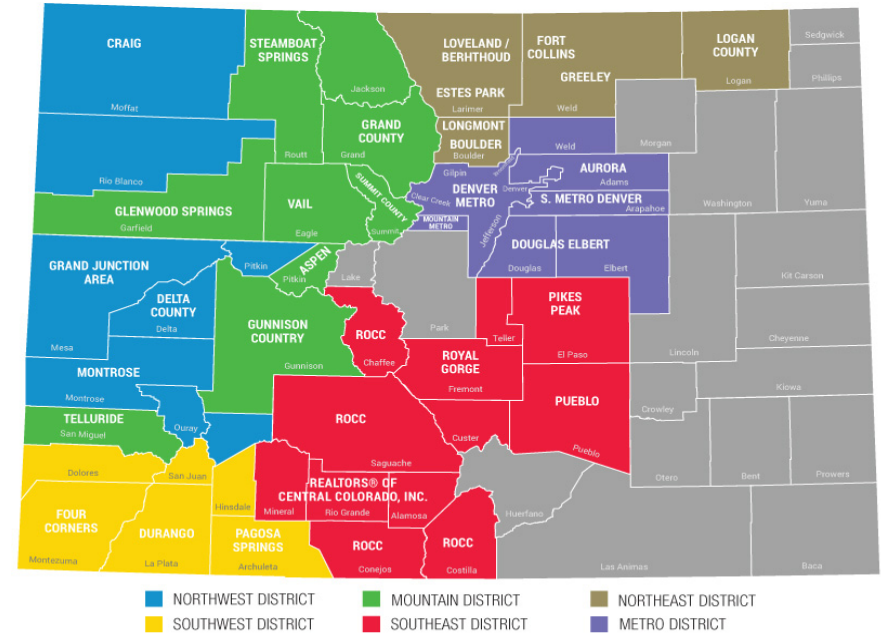 CRAIG
Moffat
STEAMBOAT
SPRINGS
Routt
Jackson
LOVELAND /
BERHTHOUD
ESTES PARK
Larimer
FORT
COLLINS
GREELEY
Weld
LOGAN
COUNTY
Logan
Sedgwick
Phillips
Rio Blanco
GRAND
COUNTY
Grand
LONGMONT
BOULDER
Boulder
Weld
Morgan
Washington
Yuma
GLENWOOD SPRINGS
Garfield
VAIL
Eagle
SUMMIT COUNTY
Summit
Gilpin
Clear Creek
DENVER
METRO
MOUNTAIN
METRO
Jefferson
Broomfield
Denver
AURORA
Adams
S. METRO DENVER
Arapahoe
DOUGLAS ELBERT
Douglas
Elbert
GRAND JUNCTION
AREA
Mesa
Pitkin
ASPEN
Pitkin
Lake
Park
Kit Carson
DELTA
COUNTY
Delta
GUNNISON
COUNTRY
Gunnison
ROCC
Chaffee
Teller
PIKES
PEAK
El Paso
Lincoln
Cheyenne
MONTROSE
Montrose
Ouray
ROYAL
GORGE
Fremont
Kiowa
TELLURIDE
San Miguel
ROCC
Saguache
Custer
PUEBLO
Pueblo
Crowley
Otero
Bent
Prowers
Dolores
San Juan
Hinsdale
REALTORS® OF
CENTRAL COLORADO, INC.
Mineral
Rio Grande
Alamosa
Huerfano
FOUR
CORNERS
Montezuma
DURANGO
La Plata
PAGOSA
SPRINGS
Archuleta
ROCC
Conejos
ROCC
Costilla
Las Animas
Baca
NORTHWEST DISTRICT
MOUNTAIN DISTRICT
NORTHEAST DISTRICT
SOUTHWEST DISTRICT
SOUTHEAST DISTRICT
METRO DISTRICT